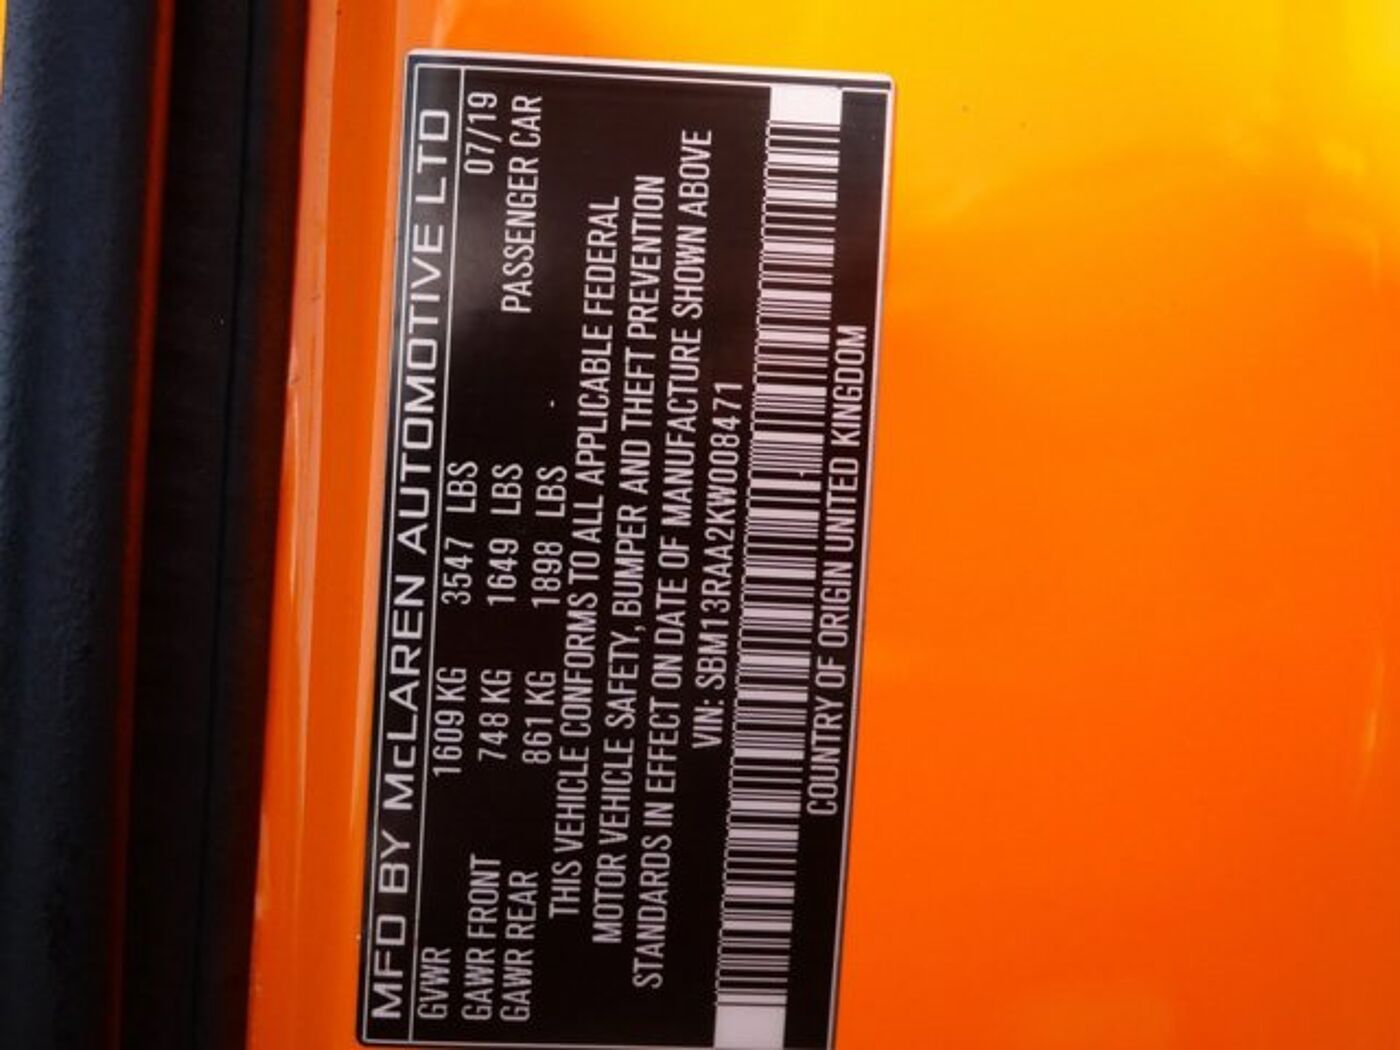 MFD BY McLAREN AUTOMOTIVE LTD
GVWR 1609 KG 3547 LBS 07/19
GAWR FRONT 748 KG 1649 LBS PASSENGER CAR
GAWR REAR 861 KG 1898 LBS
THIS VEHICLE CONFORMS TO ALL APPLICABLE FEDERAL
MOTOR VEHICLE SAFETY, BUMPER AND THEFT PREVENTION
STANDARDS IN EFFECT ON DATE OF MANUFACTURE SHOWN ABOVE
VIN: SBM13RAA2KW008471
COUNTRY OF ORIGIN UNITED KINGDOM